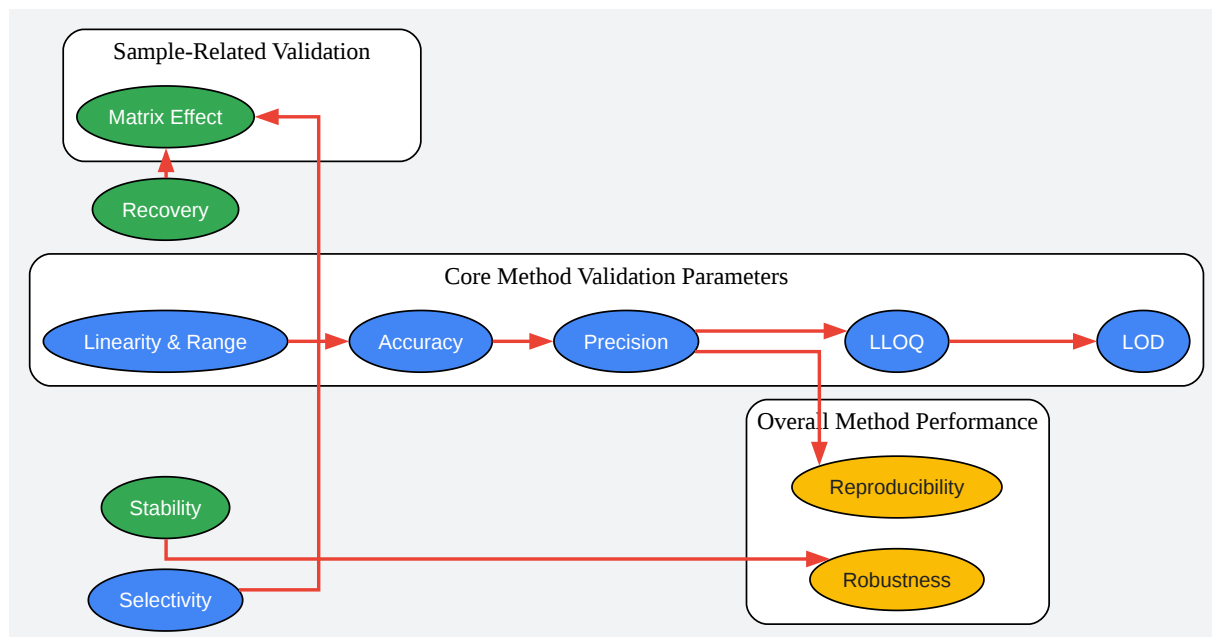 Sample-Related Validation
Matrix Effect
Recovery
Core Method Validation Parameters
Linearity & Range
Accuracy
Precision
LLOQ
LOD
Overall Method Performance
Reproducibility
Stability
Robustness
Selectivity